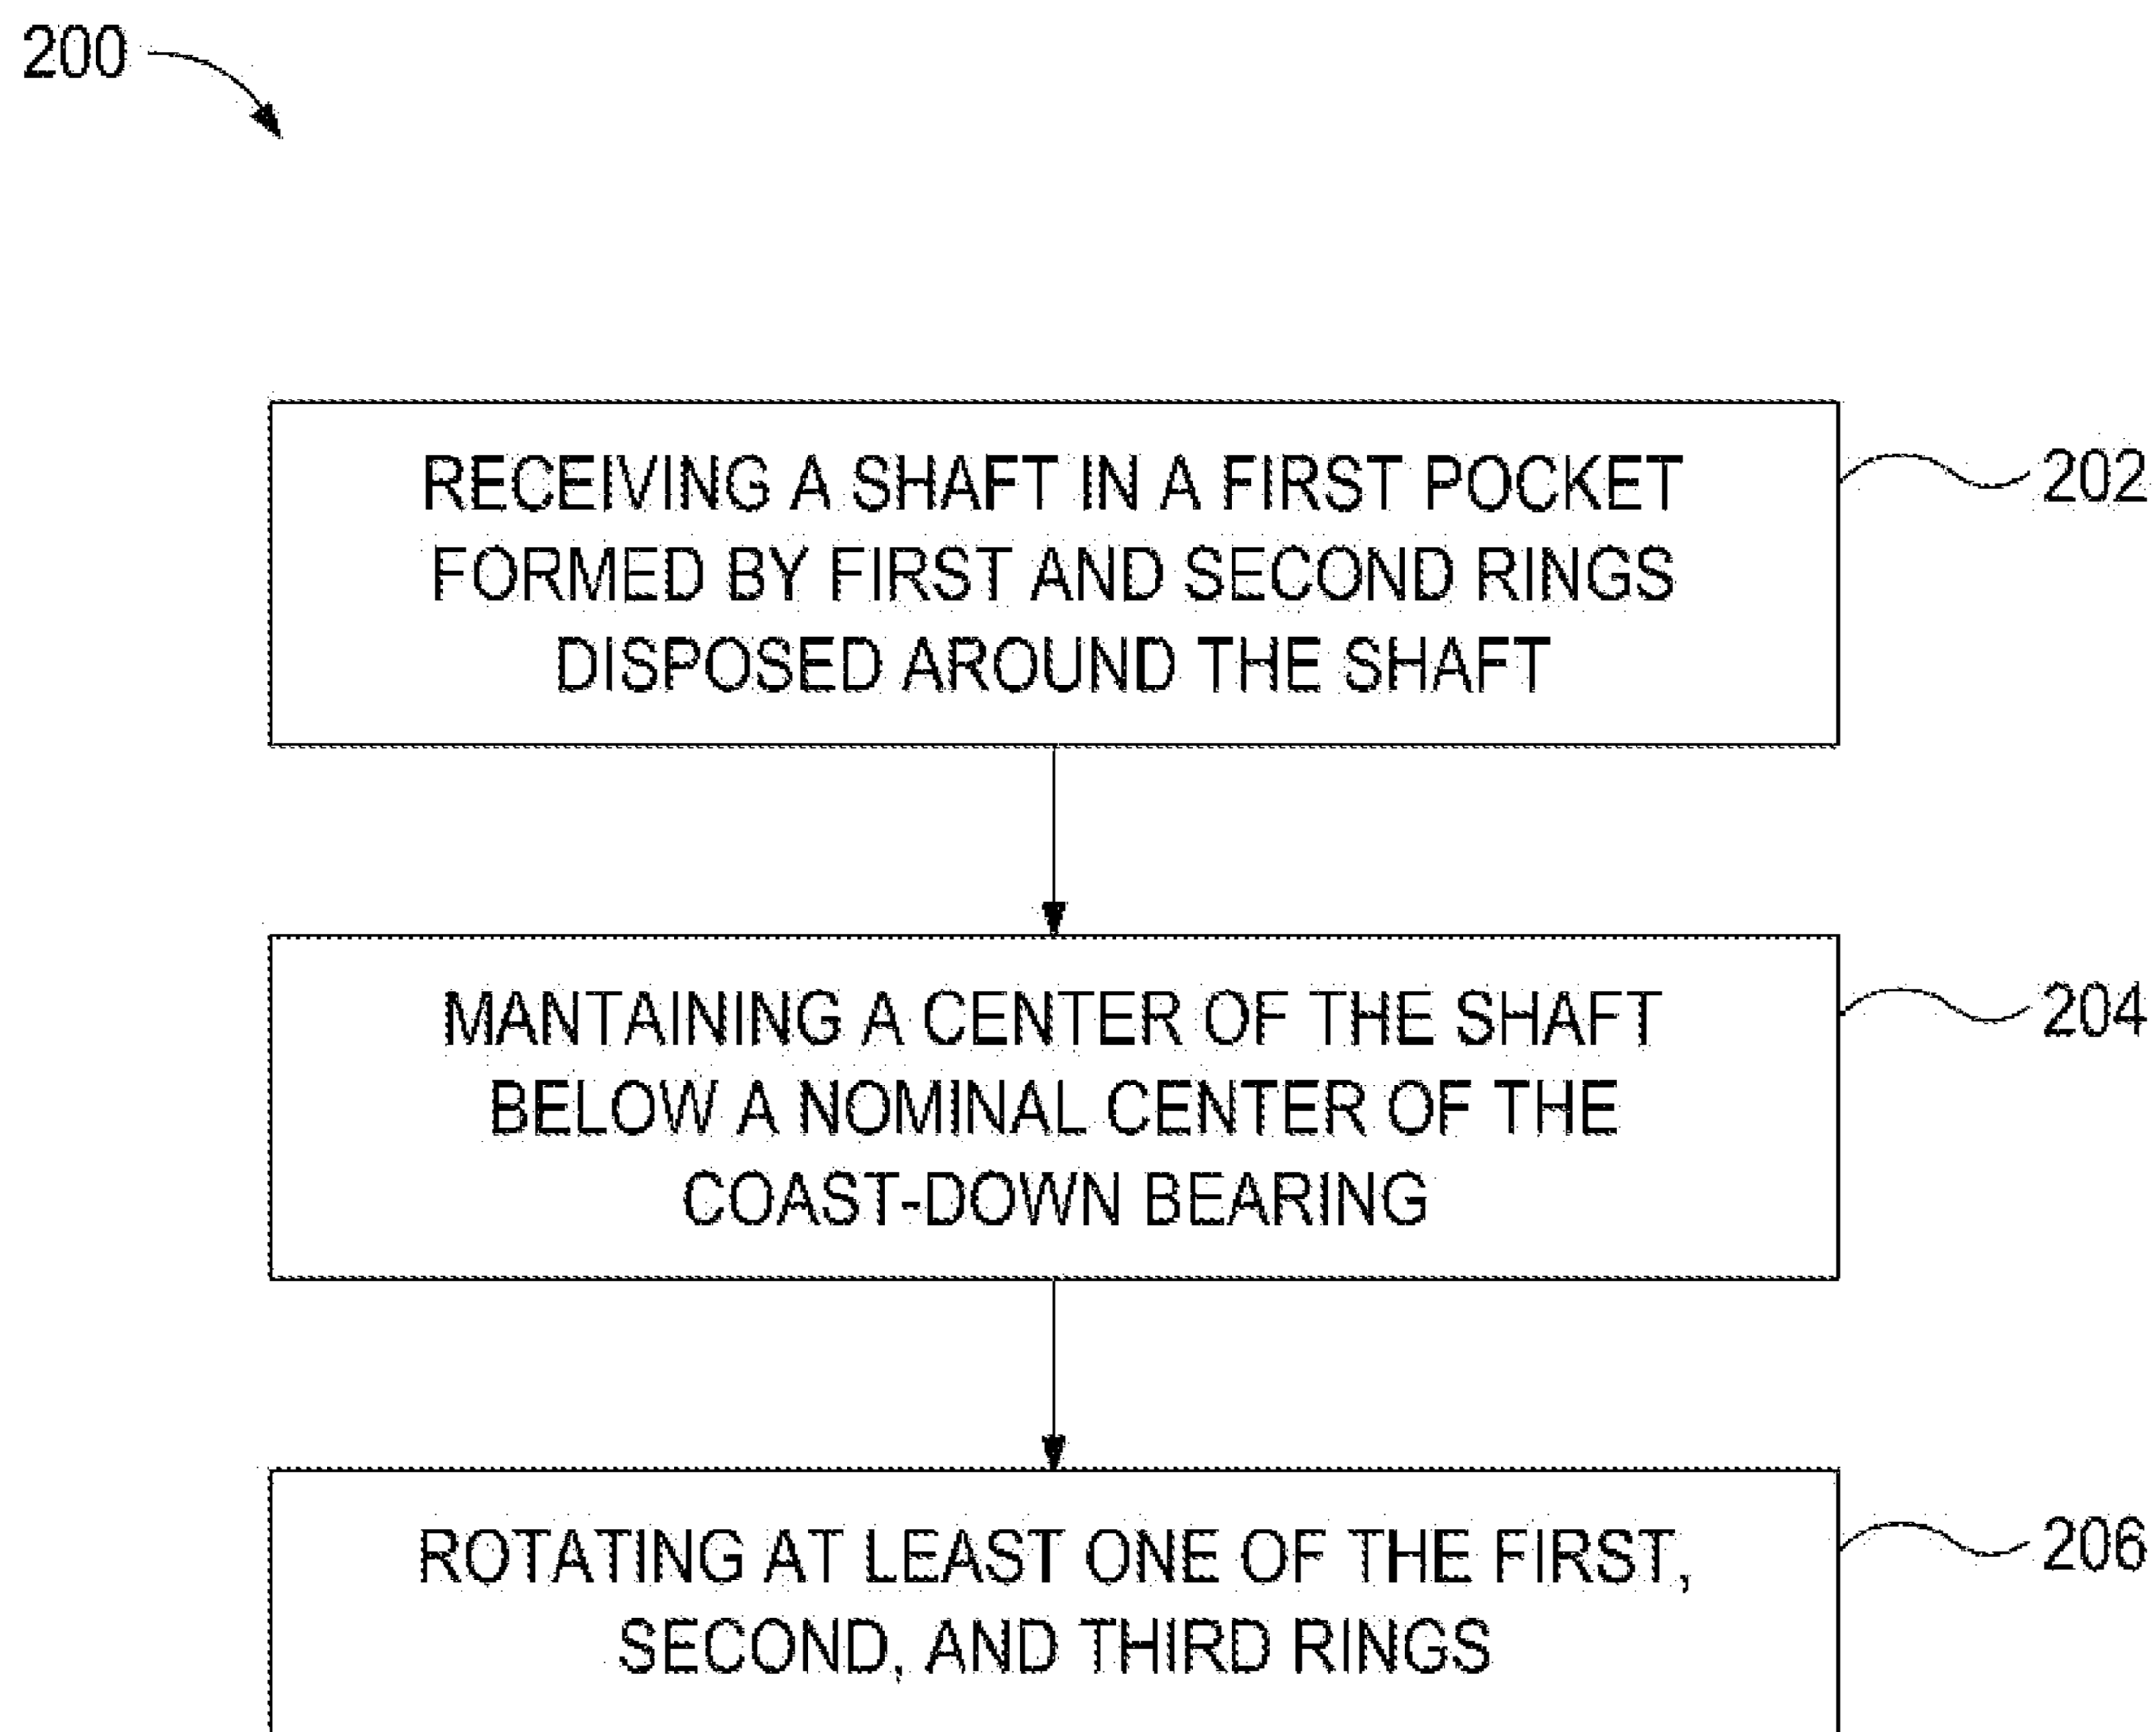 200
RECEIVING A SHAFT IN A FIRST POCKET
FORMED BY FIRST AND SECOND RINGS
DISPOSED AROUND THE SHAFT
202
MANTAINING A CENTER OF THE SHAFT
BELOW A NOMINAL CENTER OF THE
COAST-DOWN BEARING
204
ROTATING AT LEAST ONE OF THE FIRST,
SECOND, AND THIRD RINGS
206